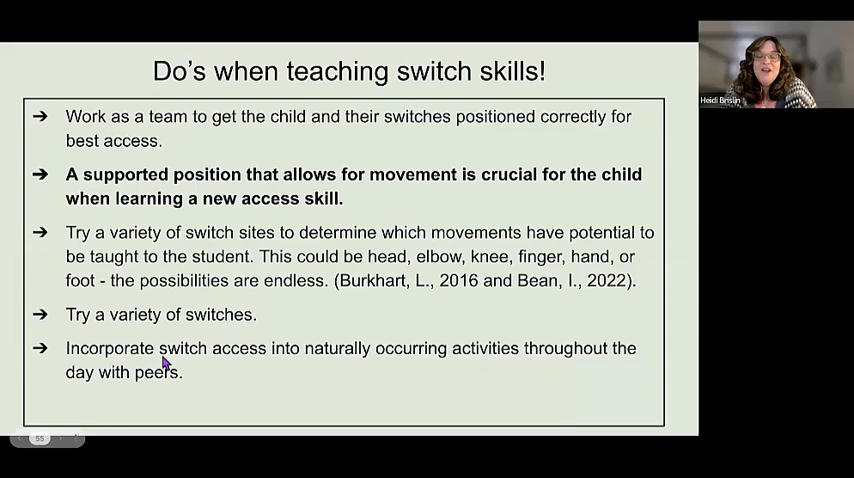 Do's when teaching switch skills!
Heidi Brislin
➔ Work as a team to get the child and their switches positioned correctly for
best access.
➔ A supported position that allows for movement is crucial for the child
when learning a new access skill.
➔ Try a variety of switch sites to determine which movements have potential to
be taught to the student. This could be head, elbow, knee, finger, hand, or
foot - the possibilities are endless. (Burkhart, L., 2016 and Bean, I., 2022).
➔ Try a variety of switches.
➔ Incorporate switch access into naturally occurring activities throughout the
day with peers.
55